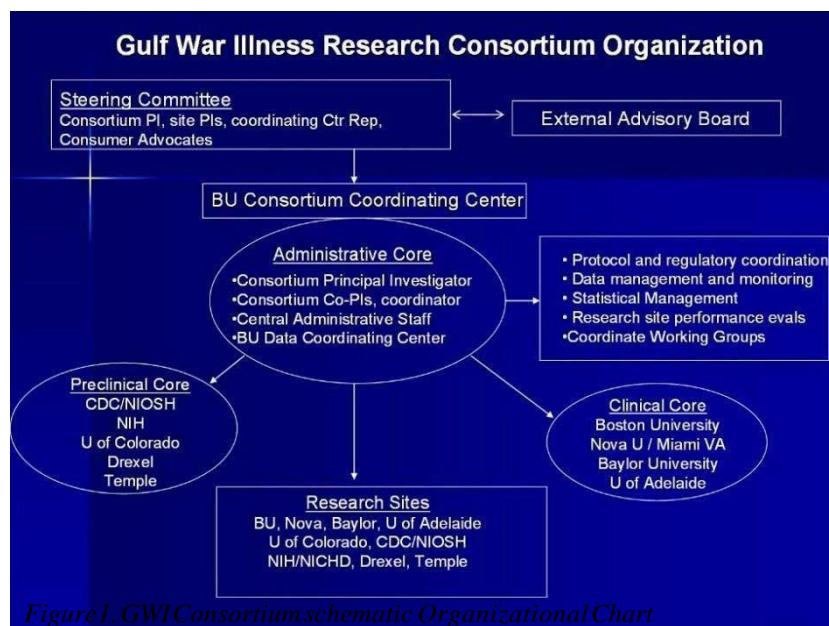 Gulf War Illness Research Consortium Organization
Steering Committee
Consortium PI, site PIs, coordinating Ctr Rep,
Consumer Advocates
External Advisory Board
BU Consortium Coordinating Center
Administrative Core
•Consortium Principal Investigator
•Consortium Co-PIs, coordinator
•Central Administrative Staff
•BU Data Coordinating Center
• Protocol and regulatory coordination
• Data management and monitoring
• Statistical Management
• Research site performance evals
•Coordinate Working Groups
Preclinical Core
CDC/NIOSH
NIH
U of Colorado
Drexel
Temple
Clinical Core
Boston University
Nova U / Miami VA
Baylor University
U of Adelaide
Research Sites
BU, Nova, Baylor, U of Adelaide
U of Colorado, CDC/NIOSH
NIH/NICHD, Drexel, Temple
Figure1. GWI Consortium schematic Organizational Chart